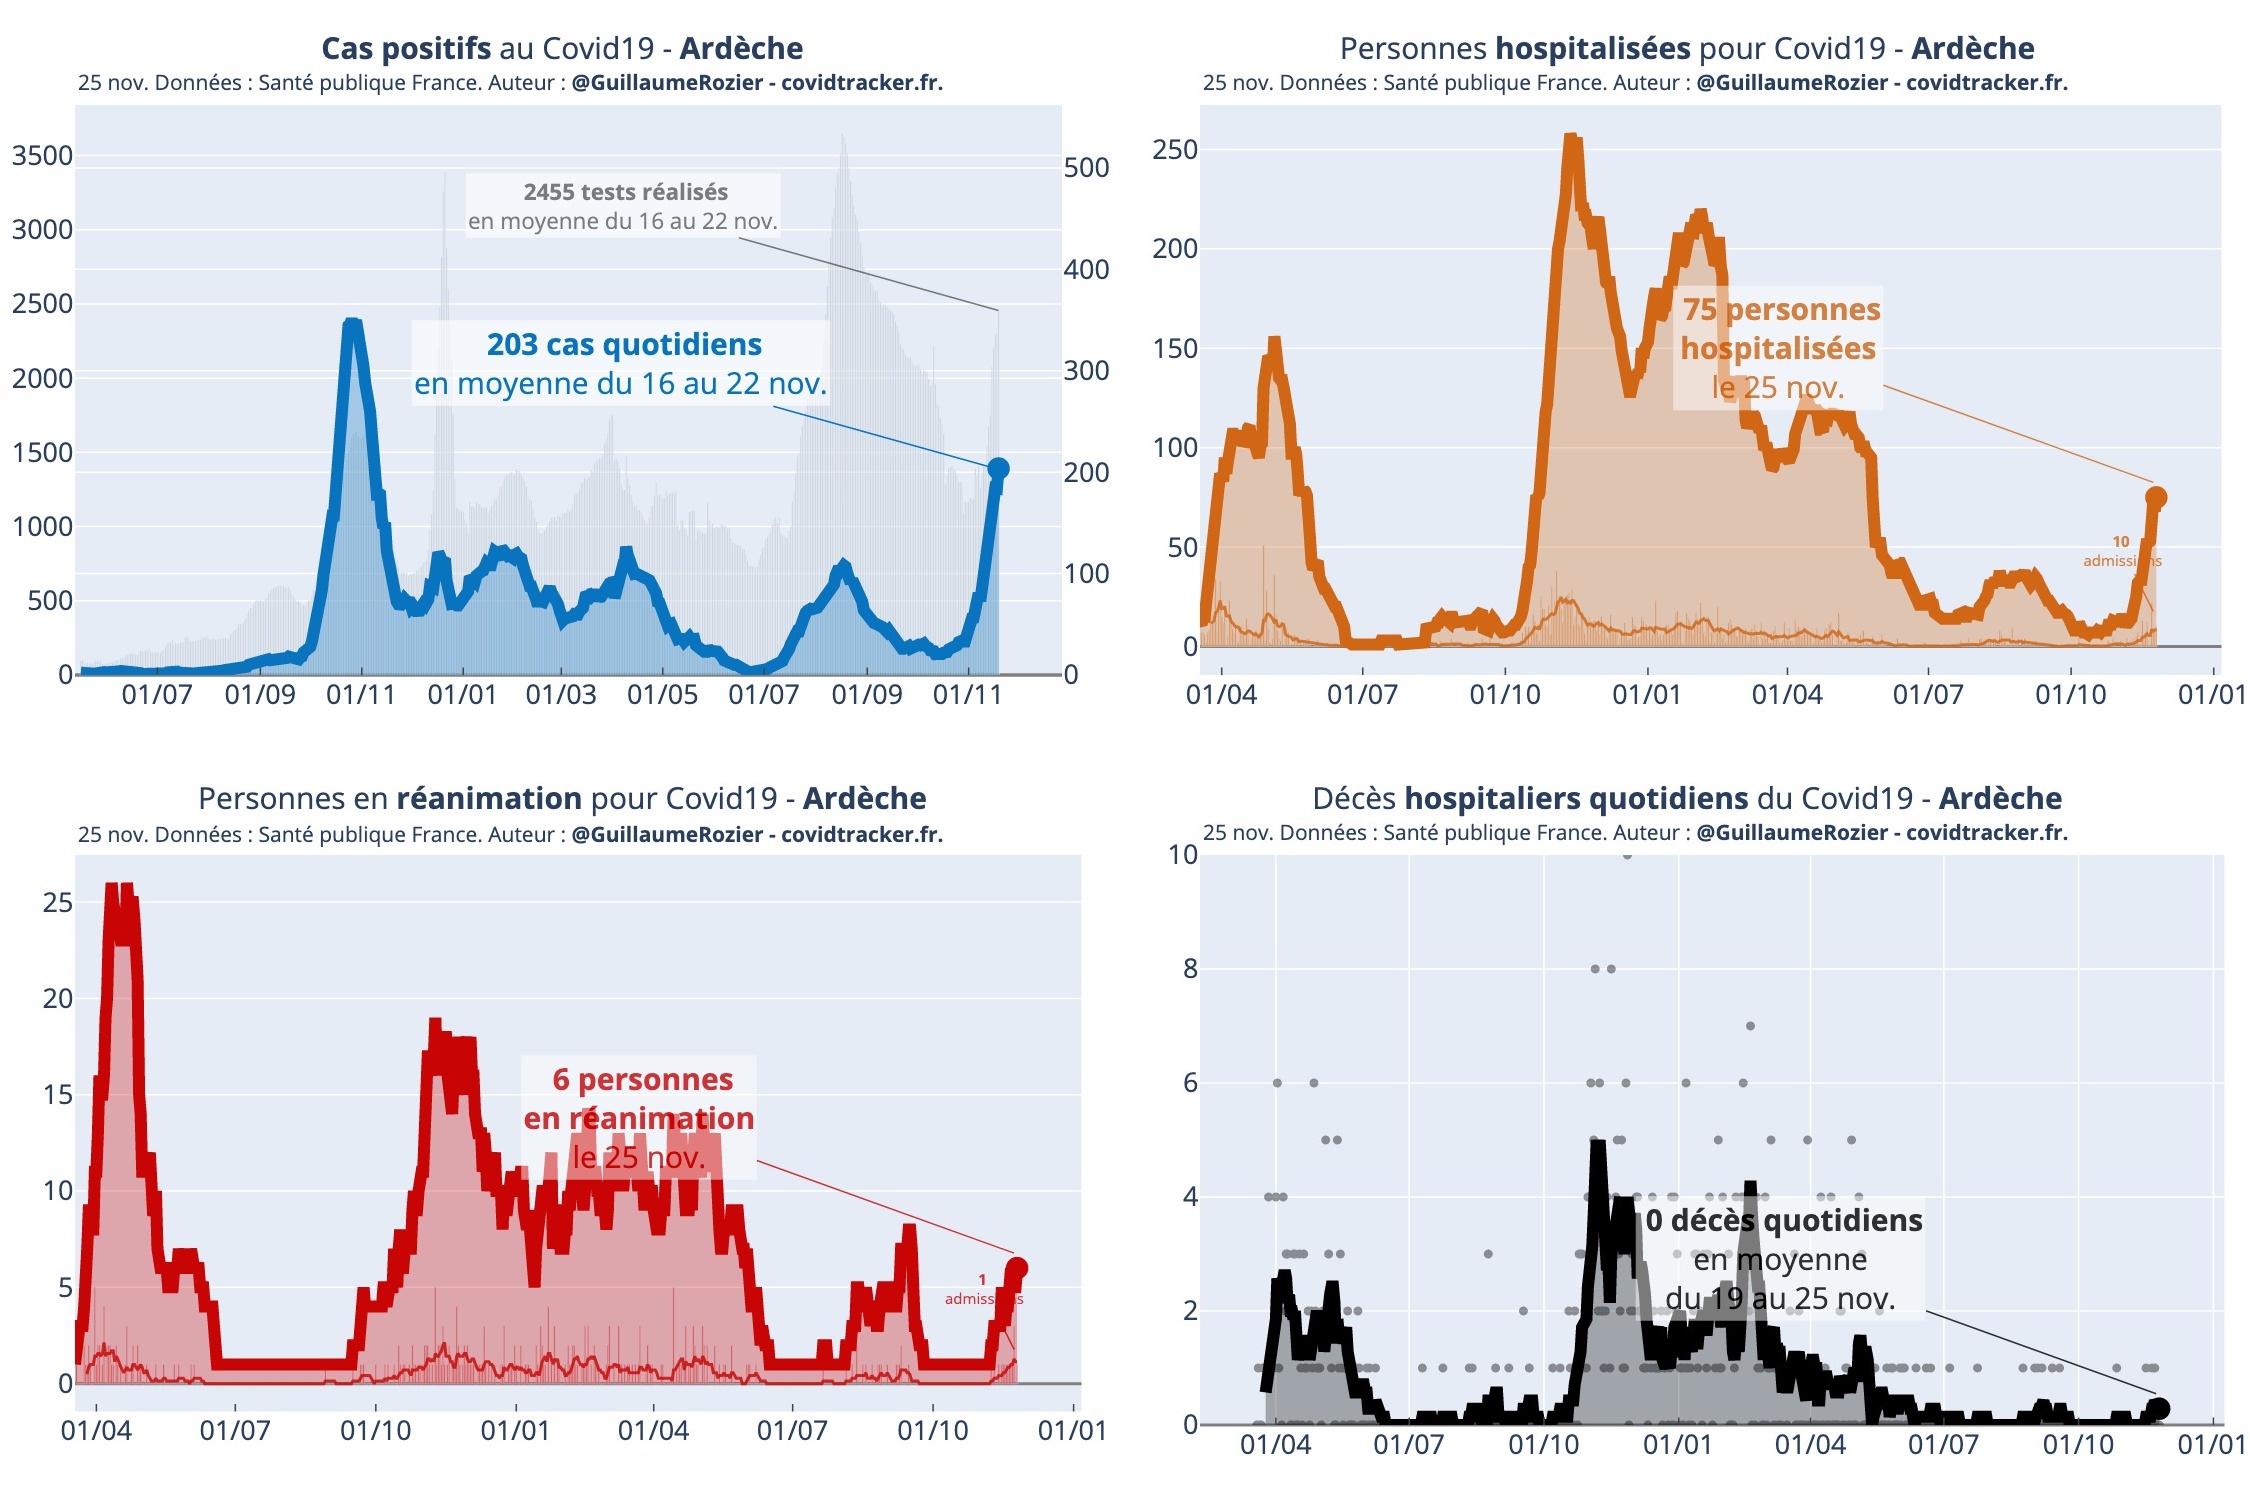 Cas positifs au Covid19 - Ardèche
25 nov. Données : Santé publique France. Auteur : @GuillaumeRozier - covidtracker.fr.
3500
3000
2500
2000
1500
1000
500
0
500
400
300
200
100
0
2455 tests réalisés
en moyenne du 16 au 22 nov.
203 cas quotidiens
en moyenne du 16 au 22 nov.
01/07 01/09 01/11 01/01 01/03 01/05 01/07 01/09 01/11
Personnes hospitalisées pour Covid19 - Ardèche
25 nov. Données : Santé publique France. Auteur : @GuillaumeRozier - covidtracker.fr.
250
200
150
100
50
0
75 personnes
hospitalisées
le 25 nov.
10
admissions
01/04 01/07 01/10 01/01 01/04 01/07 01/10 01/01
Personnes en réanimation pour Covid19 - Ardèche
25 nov. Données : Santé publique France. Auteur : @GuillaumeRozier - covidtracker.fr.
25
20
15
10
5
0
6 personnes
en réanimation
le 25 nov.
1
admissions
01/04 01/07 01/10 01/01 01/04 01/07 01/10 01/01
Décès hospitaliers quotidiens du Covid19 - Ardèche
25 nov. Données : Santé publique France. Auteur : @GuillaumeRozier - covidtracker.fr.
10
8
6
4
2
0
0 décès quotidiens
en moyenne
du 19 au 25 nov.
01/04 01/07 01/10 01/01 01/04 01/07 01/10 01/01